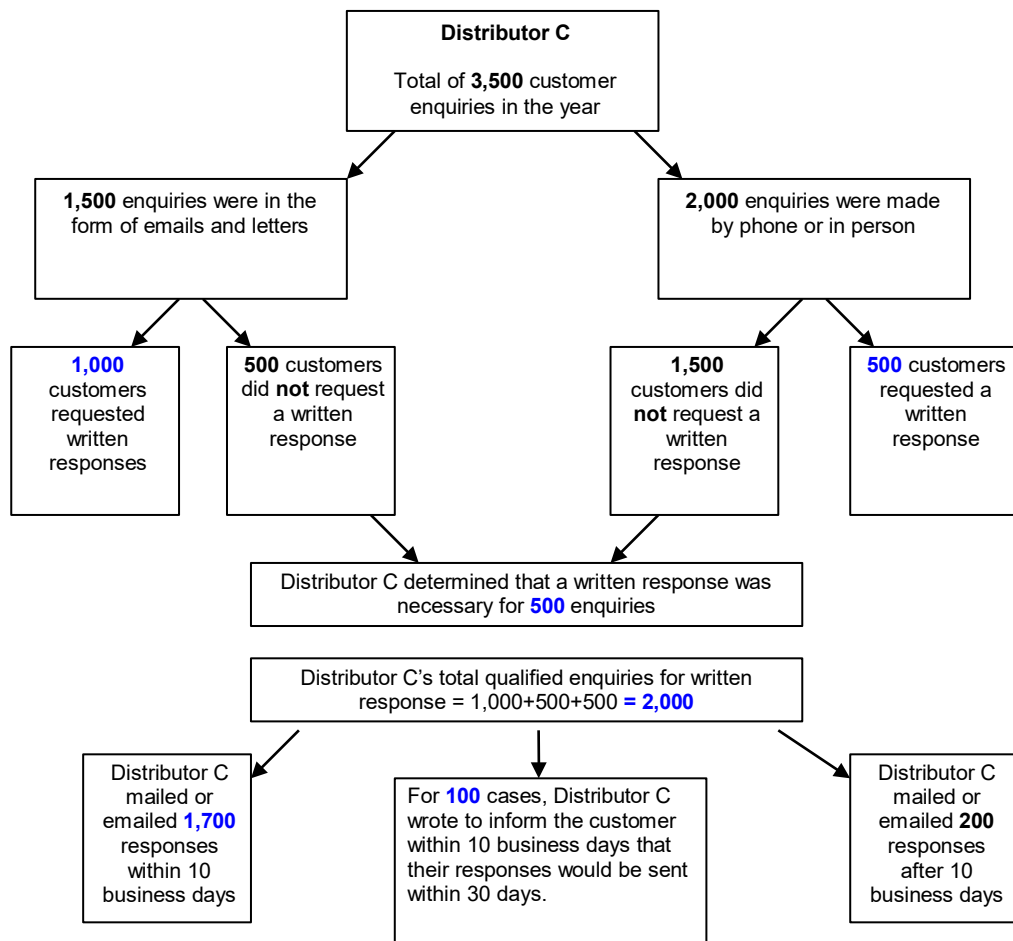 Distributor C
Total of 3,500 customer
enquiries in the year
1,500 enquiries were in the
form of emails and letters
2,000 enquiries were made
by phone or in person
1,000
customers
requested
written
responses
500 customers
did not request
a written
response
1,500
customers did
not request a
written
response
500 customers
requested a
written
response
Distributor C determined that a written response was
necessary for 500 enquiries
Distributor C’s total qualified enquiries for written
response = 1,000+500+500 = 2,000
Distributor C
mailed or
emailed 1,700
responses
within 10
business days
For 100 cases, Distributor C
wrote to inform the customer
within 10 business days that
their responses would be sent
within 30 days.
Distributor C
mailed or
emailed 200
responses
after 10
business days